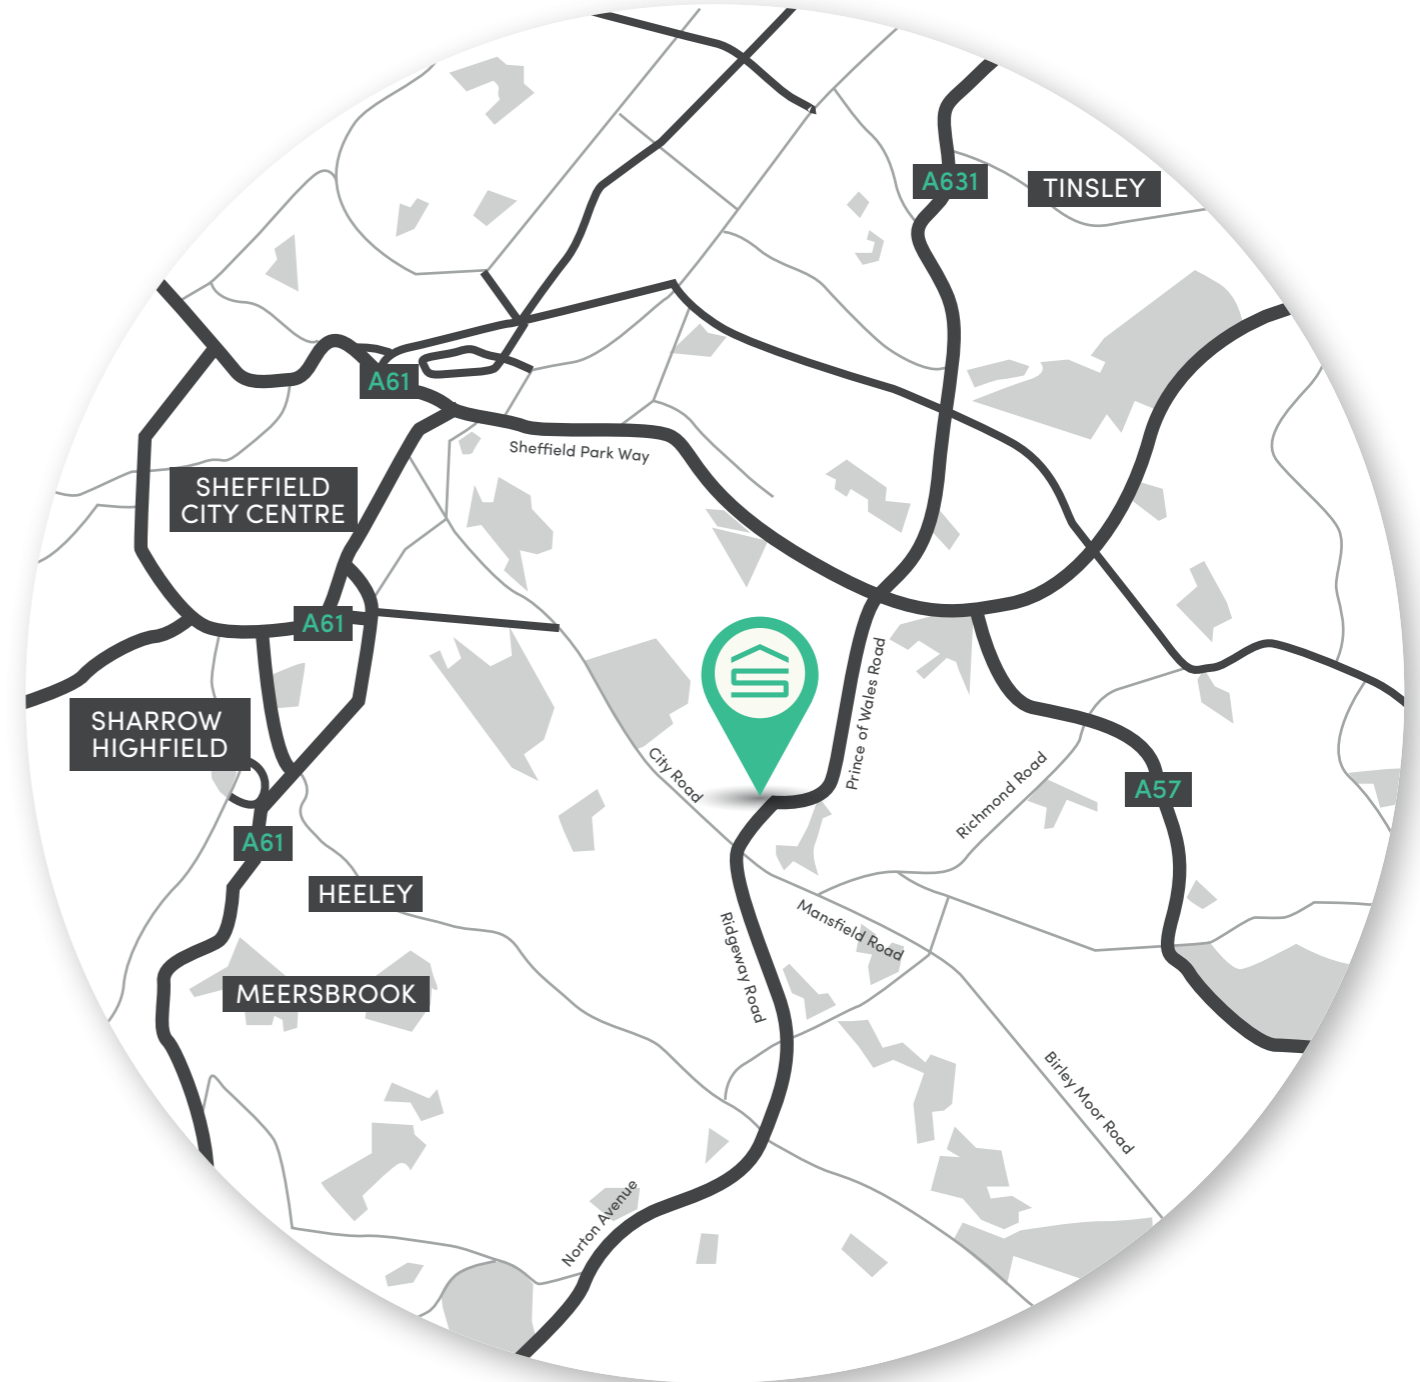 A631
TINSLEY
A61
Sheffield Park Way
SHEFFIELD
CITY CENTRE
A61
Prince of Wales Road
SHARROW
HIGHFIELD
City Road
Richmond Road
A57
A61
HEELEY
Mansfield Road
Ridgeway Road
MEERSBROOK
Birley Moor Road
Norton Avenue